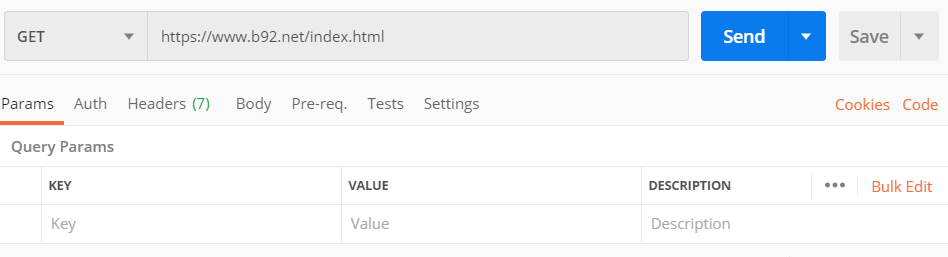 GET https://www.b92.net/index.html Send Save
Params Auth Headers (7) Body Pre-req. Tests Settings Cookies Code
Query Params
KEY VALUE DESCRIPTION ••• Bulk Edit
Key Value Description